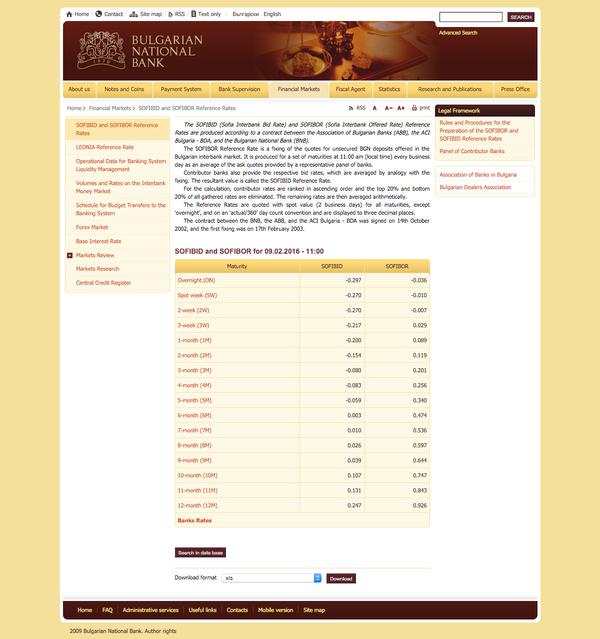 Home Contact Site map RSS Text only Български English
SEARCH
Advanced Search
BULGARIAN
NATIONAL
BANK
About us Notes and Coins Payment System Bank Supervision Financial Markets Fiscal Agent Statistics Research and Publications Press Office
Home > Financial Markets > SOFIBID and SOFIBOR Reference Rates
RSS A A- A+ print
SOFIBID and SOFIBOR Reference
Rates
LEONIA Reference Rate
Operational Data for Banking System
Liquidity Management
Volumes and Rates on the Interbank
Money Market
Schedule for Budget Transfers to the
Banking System
Forex Market
Base Interest Rate
Markets Review
Markets Research
Central Credit Register
The SOFIBID (Sofia Interbank Bid Rate) and SOFIBOR (Sofia Interbank Offered Rate) Reference
Rates are produced according to a contract between the Association of Bulgarian Banks (ABB), the ACI
Bulgaria - BDA, and the Bulgarian National Bank (BNB).
The SOFIBOR Reference Rate is a fixing of the quotes for unsecured BGN deposits offered in the
Bulgarian interbank market. It is produced for a set of maturities at 11:00 am (local time) every business
day as an average of the ask quotes provided by a representative panel of banks.
Contributor banks also provide the respective bid rates, which are averaged by analogy with the
fixing. The resultant value is called the SOFIBID Reference Rate.
For the calculation, contributor rates are ranked in ascending order and the top 20% and bottom
20% of all gathered rates are eliminated. The remaining rates are then averaged arithmetically.
The Reference Rates are quoted with spot value (2 business days) for all maturities, except
'overnight', and on an 'actual/360' day count convention and are displayed to three decimal places.
The contract between the BNB, the ABB, and the ACI Bulgaria - BDA was signed on 14th October
2002, and the first fixing was on 17th February 2003.
SOFIBID and SOFIBOR for 09.02.2016 - 11:00
Maturity SOFIBID SOFIBOR
Overnight (ON) -0.297 -0.036
Spot week (SW) -0.270 -0.010
2-week (2W) -0.270 -0.007
3-week (3W) -0.217 0.029
1-month (1M) -0.200 0.089
2-month (2M) -0.154 0.119
3-month (3M) -0.080 0.201
4-month (4M) -0.083 0.256
5-month (5M) -0.059 0.340
6-month (6M) 0.003 0.474
7-month (7M) 0.010 0.536
8-month (8M) 0.026 0.597
9-month (9M) 0.039 0.644
10-month (10M) 0.107 0.747
11-month (11M) 0.131 0.843
12-month (12M) 0.247 0.926
Banks Rates
Search in data base
Download format xls Download
Legal Framework
Rules and Procedures for the
Preparation of the SOFIBOR and
SOFIBID Reference Rates
Panel of Contributor Banks
Association of Banks in Bulgaria
Bulgarian Dealers Association
Home FAQ Administrative services Useful links Contacts Mobile version Site map
2009 Bulgarian National Bank. Author rights